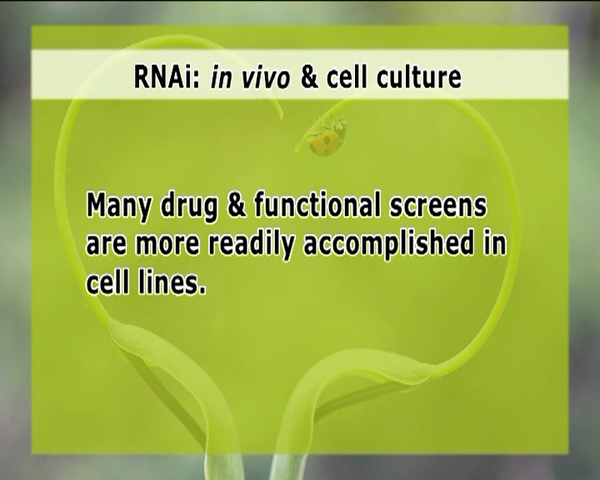 RNAi: in vivo & cell culture
Many drug & functional screens
are more readily accomplished in
cell lines.